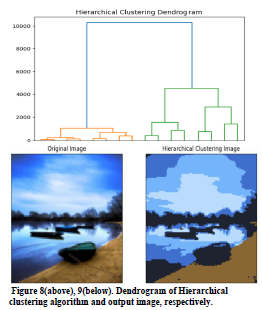 Hierarchical Clustering Dendrogram
10000
8000
6000
4000
2000
0
Original Image
Hierarchical Clustering Image
Figure 8(above), 9(below). Dendrogram of Hierarchical
clustering algorithm and output image, respectively.